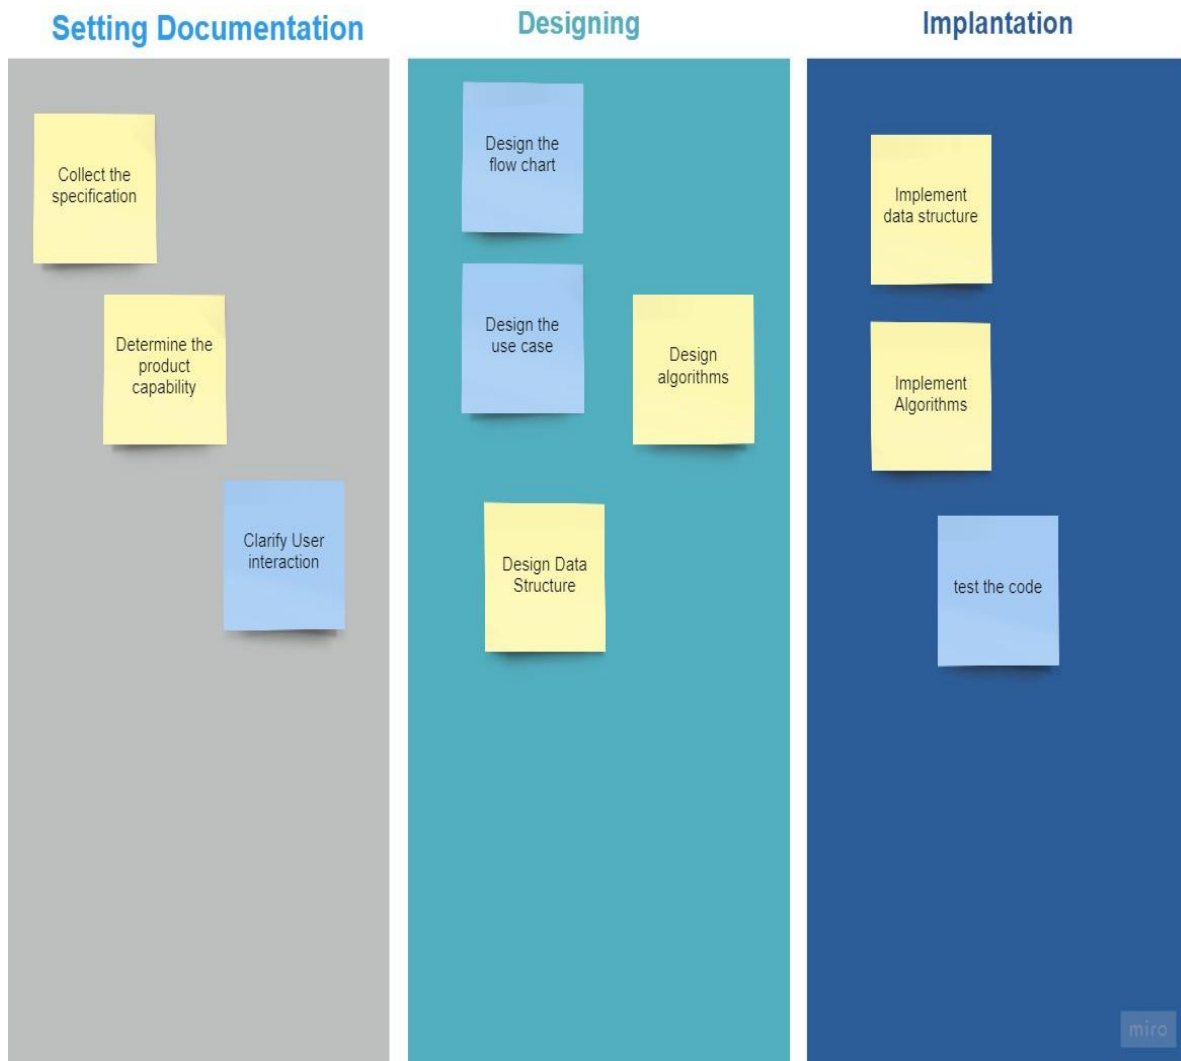 Setting Documentation
Collect the
specification
Determine the
product
capability
Clarify User
interaction
Designing
Design the
flow chart
Design the
use case
Design
algorithms
Design Data
Structure
Implantation
Implement
data structure
Implement
Algorithms
test the code
miro